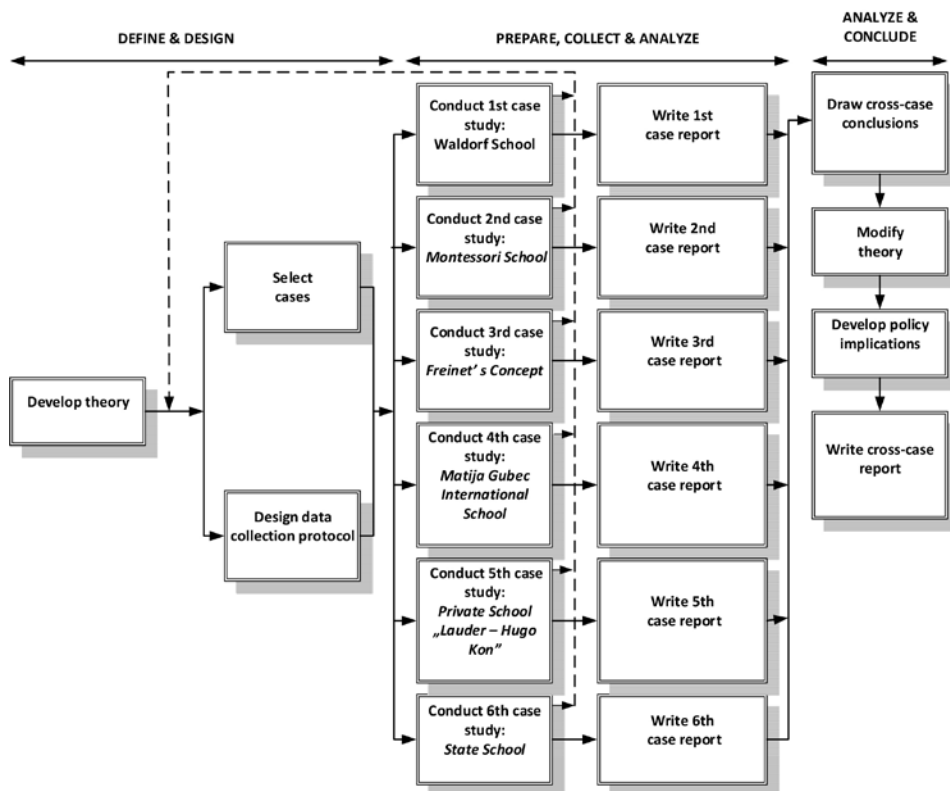 DEFINE & DESIGN
PREPARE, COLLECT & ANALYZE
ANALYZE &
CONCLUDE
Develop theory
Select
cases
Design data
collection protocol
Conduct 1st case
study:
Waldorf School
Write 1st
case report
Conduct 2nd case
study:
Montessori School
Write 2nd
case report
Conduct 3rd case
study:
Freinet' s Concept
Write 3rd
case report
Conduct 4th case
study:
Matija Gubec
International
School
Write 4th
case report
Conduct 5th case
study:
Private School
„Lauder – Hugo
Kon”
Write 5th
case report
Conduct 6th case
study:
State School
Write 6th
case report
Draw cross-case
conclusions
Modify
theory
Develop policy
implications
Write cross-case
report